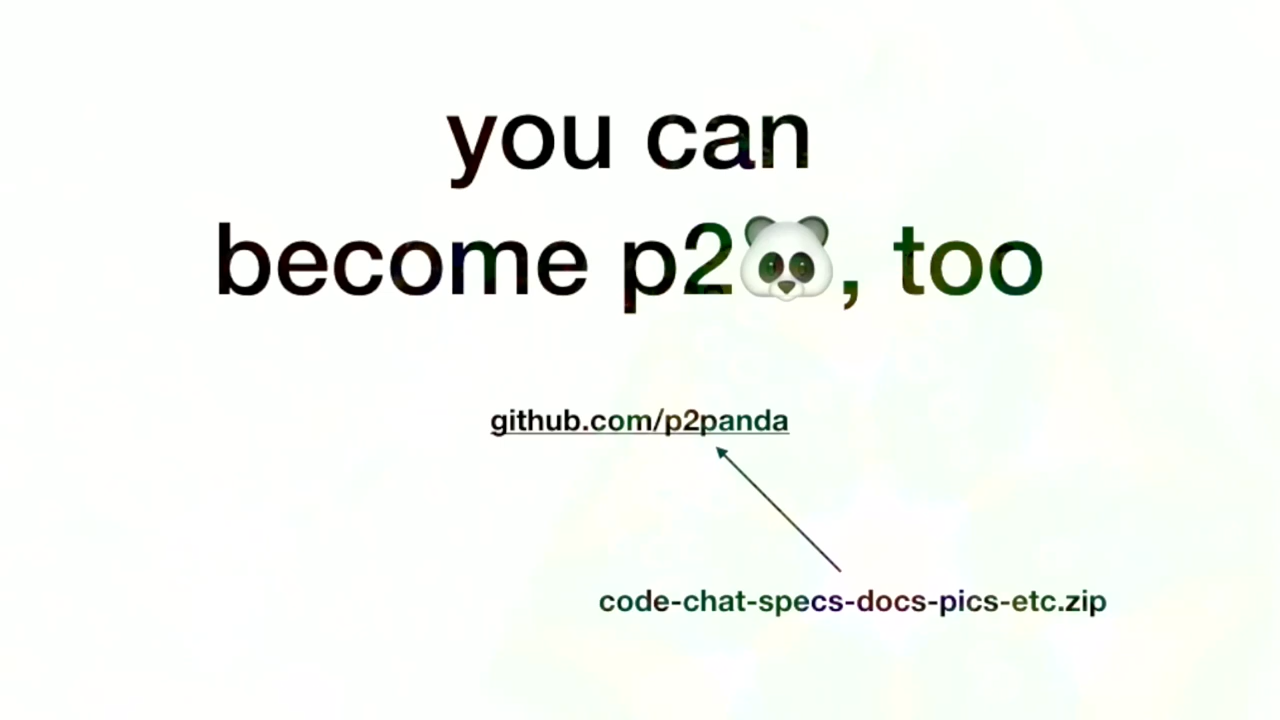 you can
become p2🐼, too
github.com/p2panda
code-chat-specs-docs-pics-etc.zip